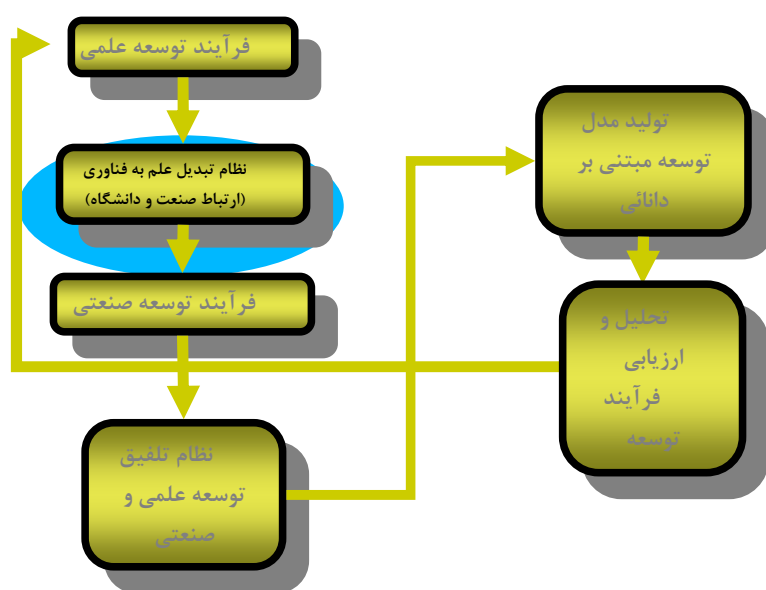 فرآیند توسعه علمی
نظام تبدیل علم به فناوری
(ارتباط صنعت و دانشگاه)
فرآیند توسعه صنعتی
نظام تلفیق
توسعه علمی و
صنعتی
تولید مدل
توسعه مبتنی بر
دانائی
تحلیل و
ارزیابی
فرآیند
توسعه